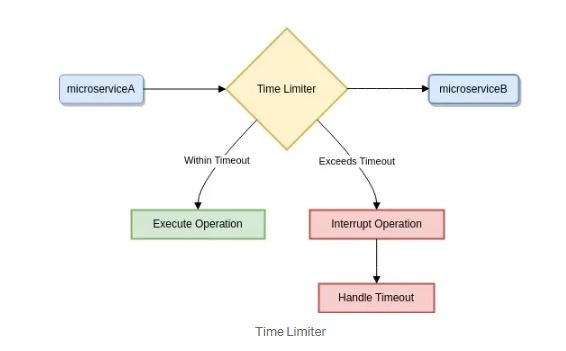 microserviceA
Time Limiter
microserviceB
Within Timeout
Exceeds Timeout
Execute Operation
Interrupt Operation
Handle Timeout
Time Limiter